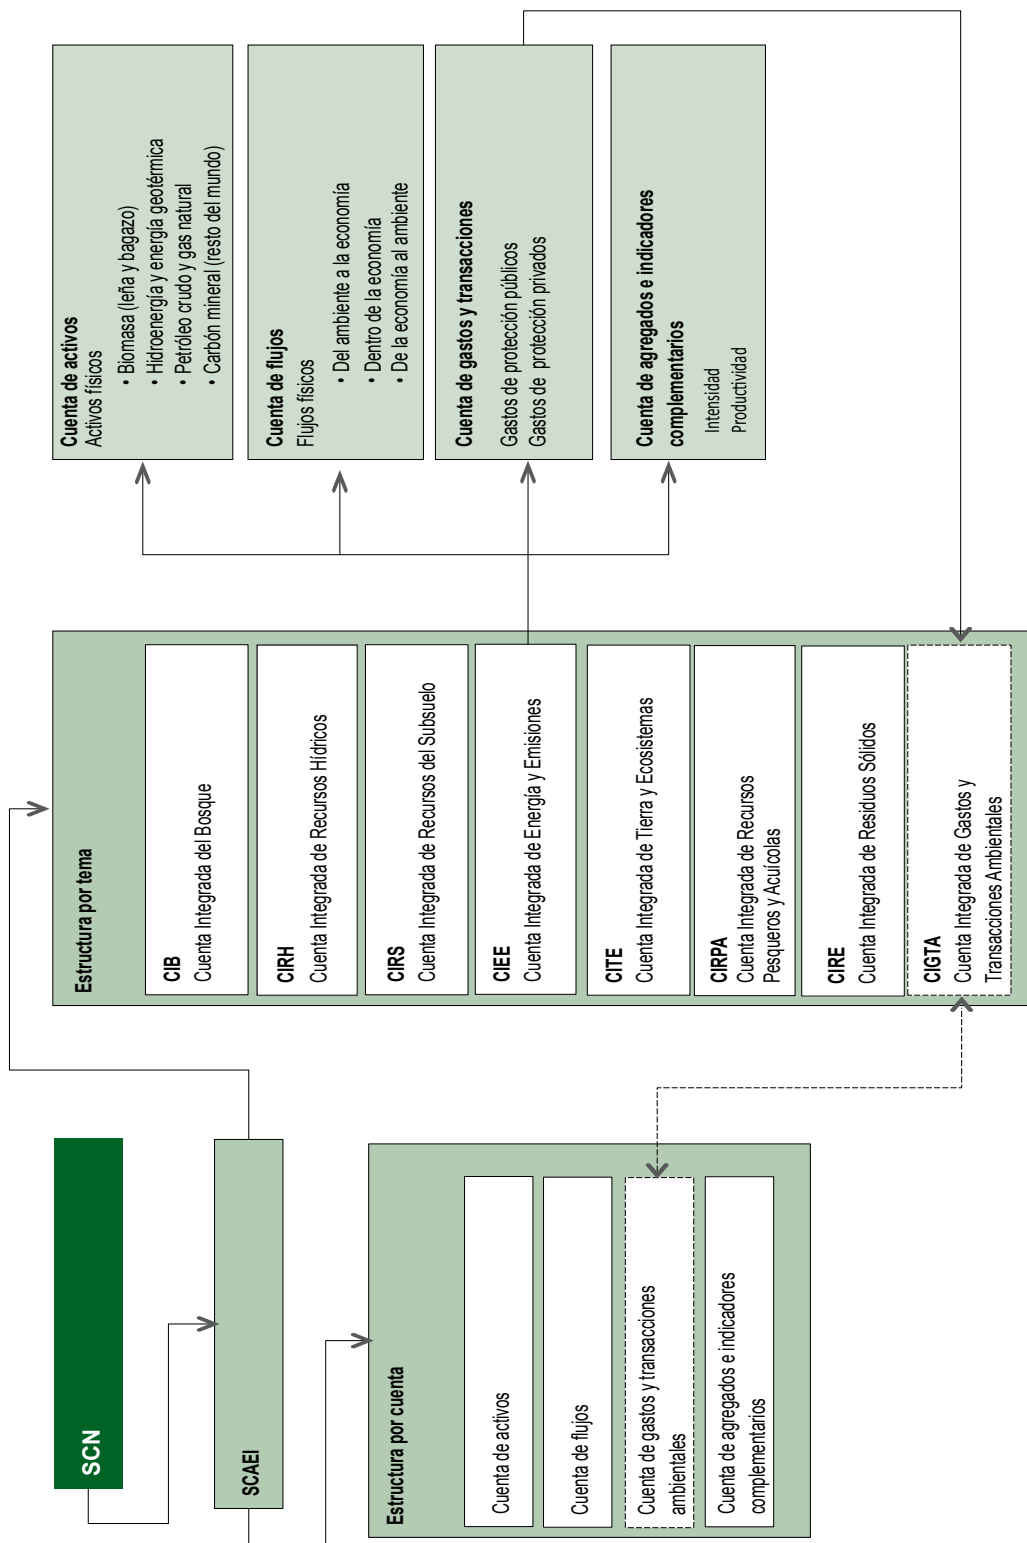 SCN
SCAEI
Estructura por cuenta
Cuenta de activos
Cuenta de flujos
Cuenta de gastos y transacciones
ambientales
Cuenta de agregados e indicadores
complementarios
Estructura por tema
CIB
Cuenta Integrada del Bosque
CIRH
Cuenta Integrada de Recursos Hídricos
CIRS
Cuenta Integrada de Recursos del Subsuelo
CIEE
Cuenta Integrada de Energía y Emisiones
CITE
Cuenta Integrada de Tierra y Ecosistemas
CIRPA
Cuenta Integrada de Recursos
Pesqueros y Acuícolas
CIRE
Cuenta Integrada de Residuos Sólidos
CIGTA
Cuenta Integrada de Gastos y
Transacciones Ambientales
Cuenta de activos
Activos físicos
• Biomasa (leña y bagazo)
• Hidroenergía y energía geotérmica
• Petróleo crudo y gas natural
• Carbón mineral (resto del mundo)
Cuenta de flujos
Flujos físicos
• Del ambiente a la economía
• Dentro de la economía
• De la economía al ambiente
Cuenta de gastos y transacciones
Gastos de protección públicos
Gastos de protección privados
Cuenta de agregados e indicadores
complementarios
Intensidad
Productividad